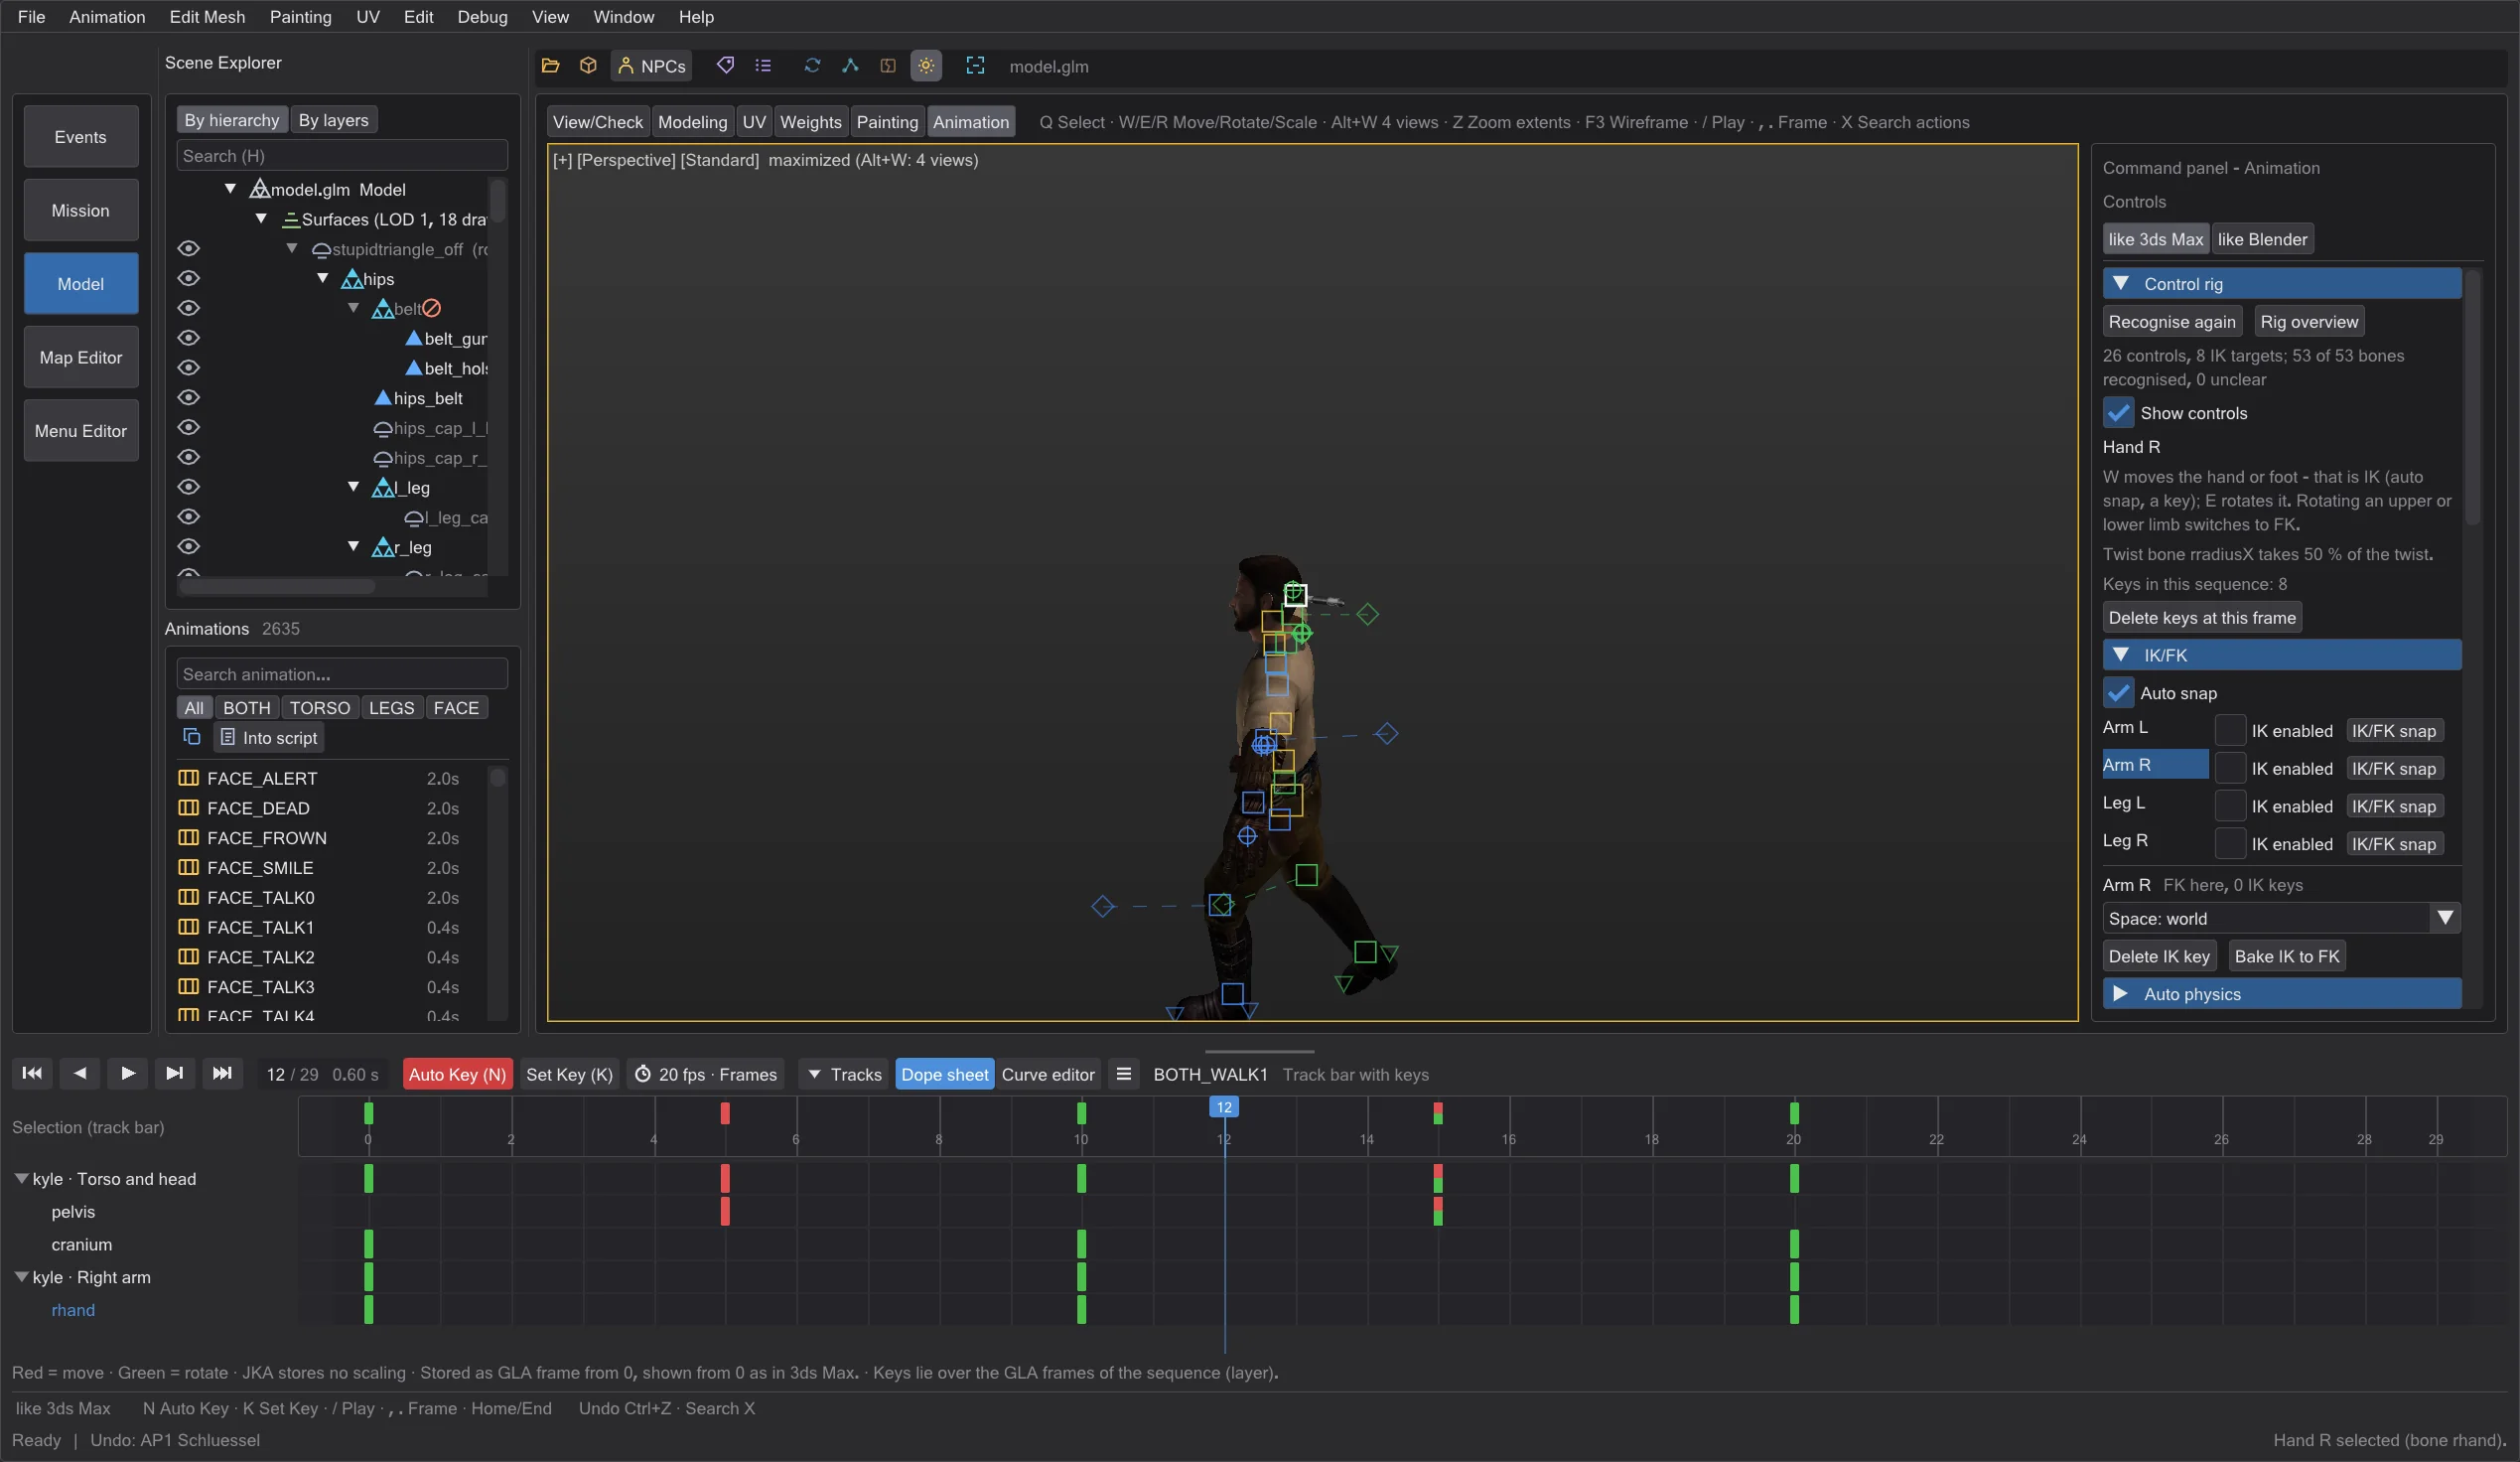 File Animation Edit Mesh Painting UV Edit Debug View Window Help
Scene Explorer
NPCs model.glm
Events
Mission
Model
Map Editor
Menu Editor
By hierarchy By layers
Search (H)
model.glm Model
Surfaces (LOD 1, 18 dra
stupidtriangle_off (ro
hips
belt
belt_gun
belt_hols
hips_belt
hips_cap_l_l
hips_cap_r_
l_leg
l_leg_ca
r_leg
Animations 2635
Search animation...
All BOTH TORSO LEGS FACE
Into script
FACE_ALERT 2.0s
FACE_DEAD 2.0s
FACE_FROWN 2.0s
FACE_SMILE 2.0s
FACE_TALK0 2.0s
FACE_TALK1 0.4s
FACE_TALK2 0.4s
FACE_TALK3 0.4s
FACE_TALK4 0.4s
View/Check Modeling UV Weights Painting Animation Q Select · W/E/R Move/Rotate/Scale · Alt+W 4 views · Z Zoom extents · F3 Wireframe · / Play · , . Frame · X Search actions
[+] [Perspective] [Standard] maximized (Alt+W: 4 views)
Command panel - Animation
Controls
like 3ds Max like Blender
Control rig
Recognise again Rig overview
26 controls, 8 IK targets; 53 of 53 bones
recognised, 0 unclear
Show controls
Hand R
W moves the hand or foot - that is IK (auto
snap, a key); E rotates it. Rotating an upper or
lower limb switches to FK.
Twist bone rradiusX takes 50 % of the twist.
Keys in this sequence: 8
Delete keys at this frame
IK/FK
Auto snap
Arm L IK enabled IK/FK snap
Arm R IK enabled IK/FK snap
Leg L IK enabled IK/FK snap
Leg R IK enabled IK/FK snap
Arm R FK here, 0 IK keys
Space: world
Delete IK key Bake IK to FK
Auto physics
12 / 29 0.60 s Auto Key (N) Set Key (K) 20 fps · Frames Tracks Dope sheet Curve editor BOTH_WALK1 Track bar with keys
12
Selection (track bar)
0 2 4 6 8 10 12 14 16 18 20 22 24 26 28 29
kyle · Torso and head
pelvis
cranium
kyle · Right arm
rhand
Red = move · Green = rotate · JKA stores no scaling · Stored as GLA frame from 0, shown from 0 as in 3ds Max. · Keys lie over the GLA frames of the sequence (layer).
like 3ds Max N Auto Key · K Set Key · / Play · , . Frame · Home/End Undo Ctrl+Z · Search X
Ready | Undo: AP1 Schluessel
Hand R selected (bone rhand).